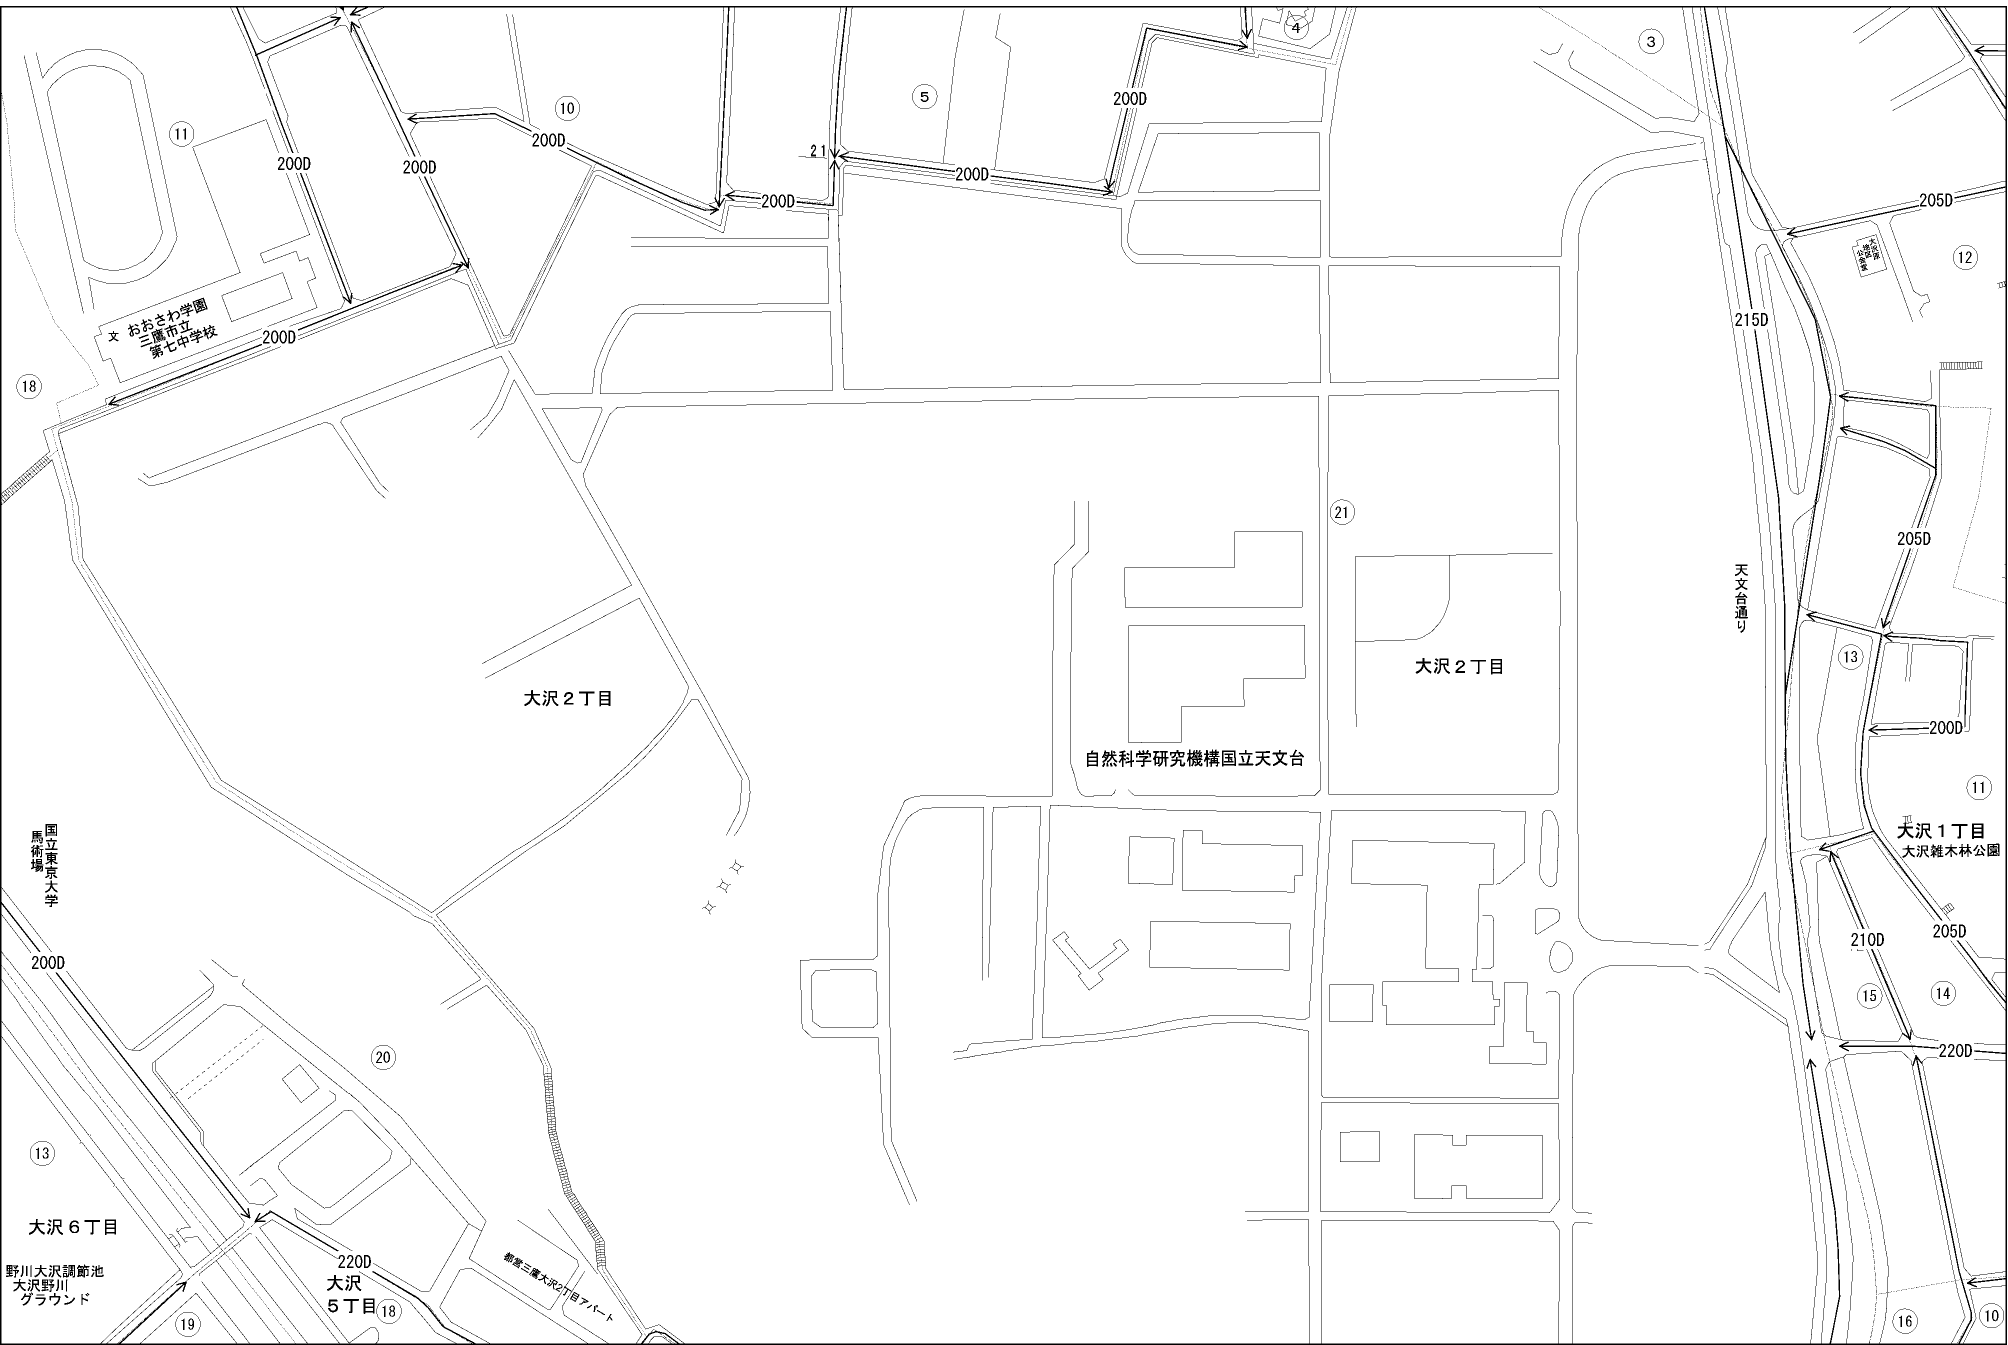 4
3
10
5
11
200D
200D
200D
200D
21
200D
200D
205D
12
大沢原
地区
公会堂
215D
おおさわ学園
三鷹市立
第七中学校
文
200D
18
21
205D
天文台通り
13
大沢２丁目
大沢２丁目
200D
自然科学研究機構国立天文台
11
大沢１丁目
大沢雑木林公園
国立東京大学
馬術場
205D
210D
200D
15
14
20
220D
13
大沢６丁目
220D
都営三鷹大沢2丁目アパート
野川大沢調節池
大沢野川
グラウンド
大沢
５丁目
18
19
16
10